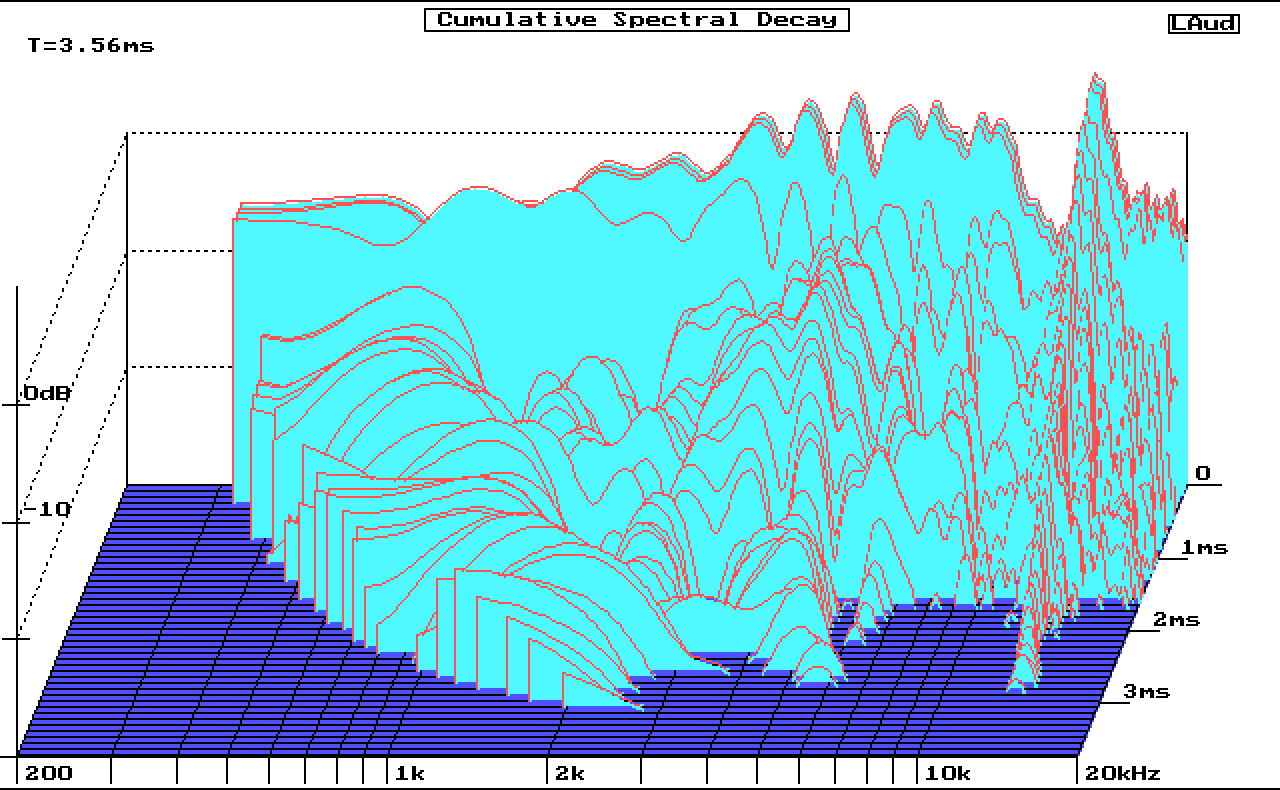 Cumulative Spectral Decay
LAud
T=3.56ms
0dB
-10
0
1ms
2ms
3ms
200 1k 2k 10k 20kHz